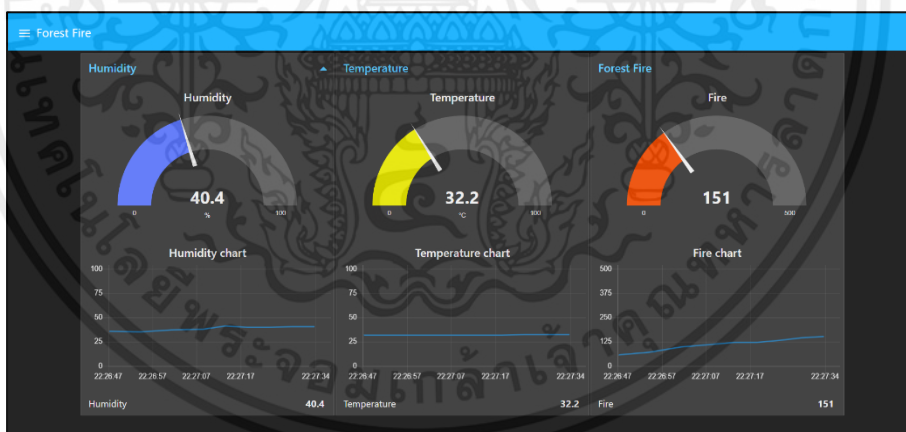 Forest Fire
Humidity
Humidity
0
40.4
%
100
Humidity chart
100
75
50
25
0
22:26:47 22:26:57 22:27:07 22:27:17 22:27:34
Humidity 40.4
Temperature
Temperature
0
32.2
°C
100
Temperature chart
100
75
50
25
0
22:26:47 22:26:57 22:27:07 22:27:17 22:27:34
Temperature 32.2
Forest Fire
Fire
0
151
500
Fire chart
500
375
250
125
0
22:26:47 22:26:57 22:27:07 22:27:17 22:27:34
Fire 151